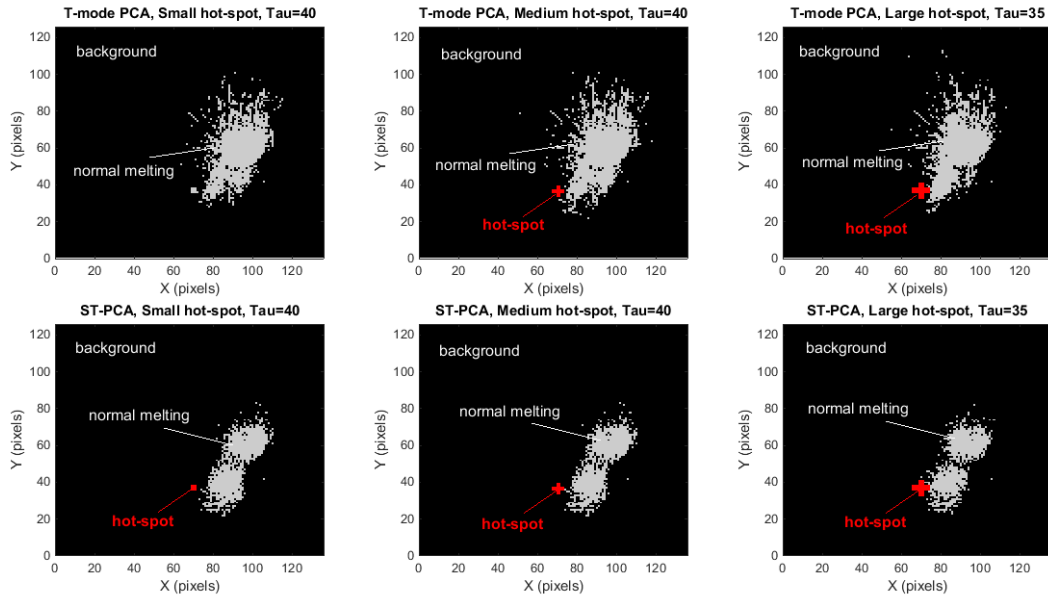 T-mode PCA, Small hot-spot, Tau=40
120
100
80
60
40
20
0
Y (pixels)
background
normal melting
0 20 40 60 80 100 120
X (pixels)
T-mode PCA, Medium hot-spot, Tau=40
120
100
80
60
40
20
0
Y (pixels)
background
normal melting
hot-spot
0 20 40 60 80 100 120
X (pixels)
T-mode PCA, Large hot-spot, Tau=35
120
100
80
60
40
20
0
Y (pixels)
background
normal melting
hot-spot
0 20 40 60 80 100 120
X (pixels)
ST-PCA, Small hot-spot, Tau=40
120
100
80
60
40
20
0
Y (pixels)
background
normal melting
hot-spot
0 20 40 60 80 100 120
X (pixels)
ST-PCA, Medium hot-spot, Tau=40
120
100
80
60
40
20
0
Y (pixels)
background
normal melting
hot-spot
0 20 40 60 80 100 120
X (pixels)
ST-PCA, Large hot-spot, Tau=35
120
100
80
60
40
20
0
Y (pixels)
background
normal melting
hot-spot
0 20 40 60 80 100 120
X (pixels)